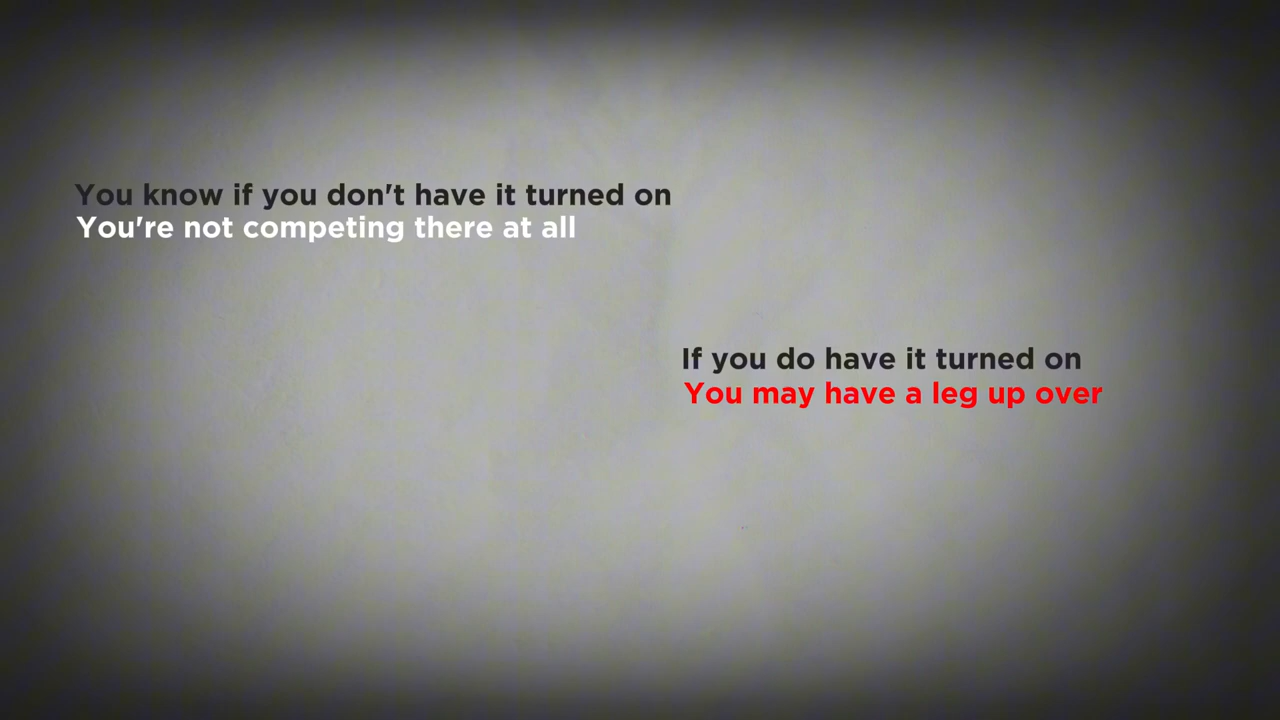 You know if you don't have it turned on
You're not competing there at all
If you do have it turned on
You may have a leg up over